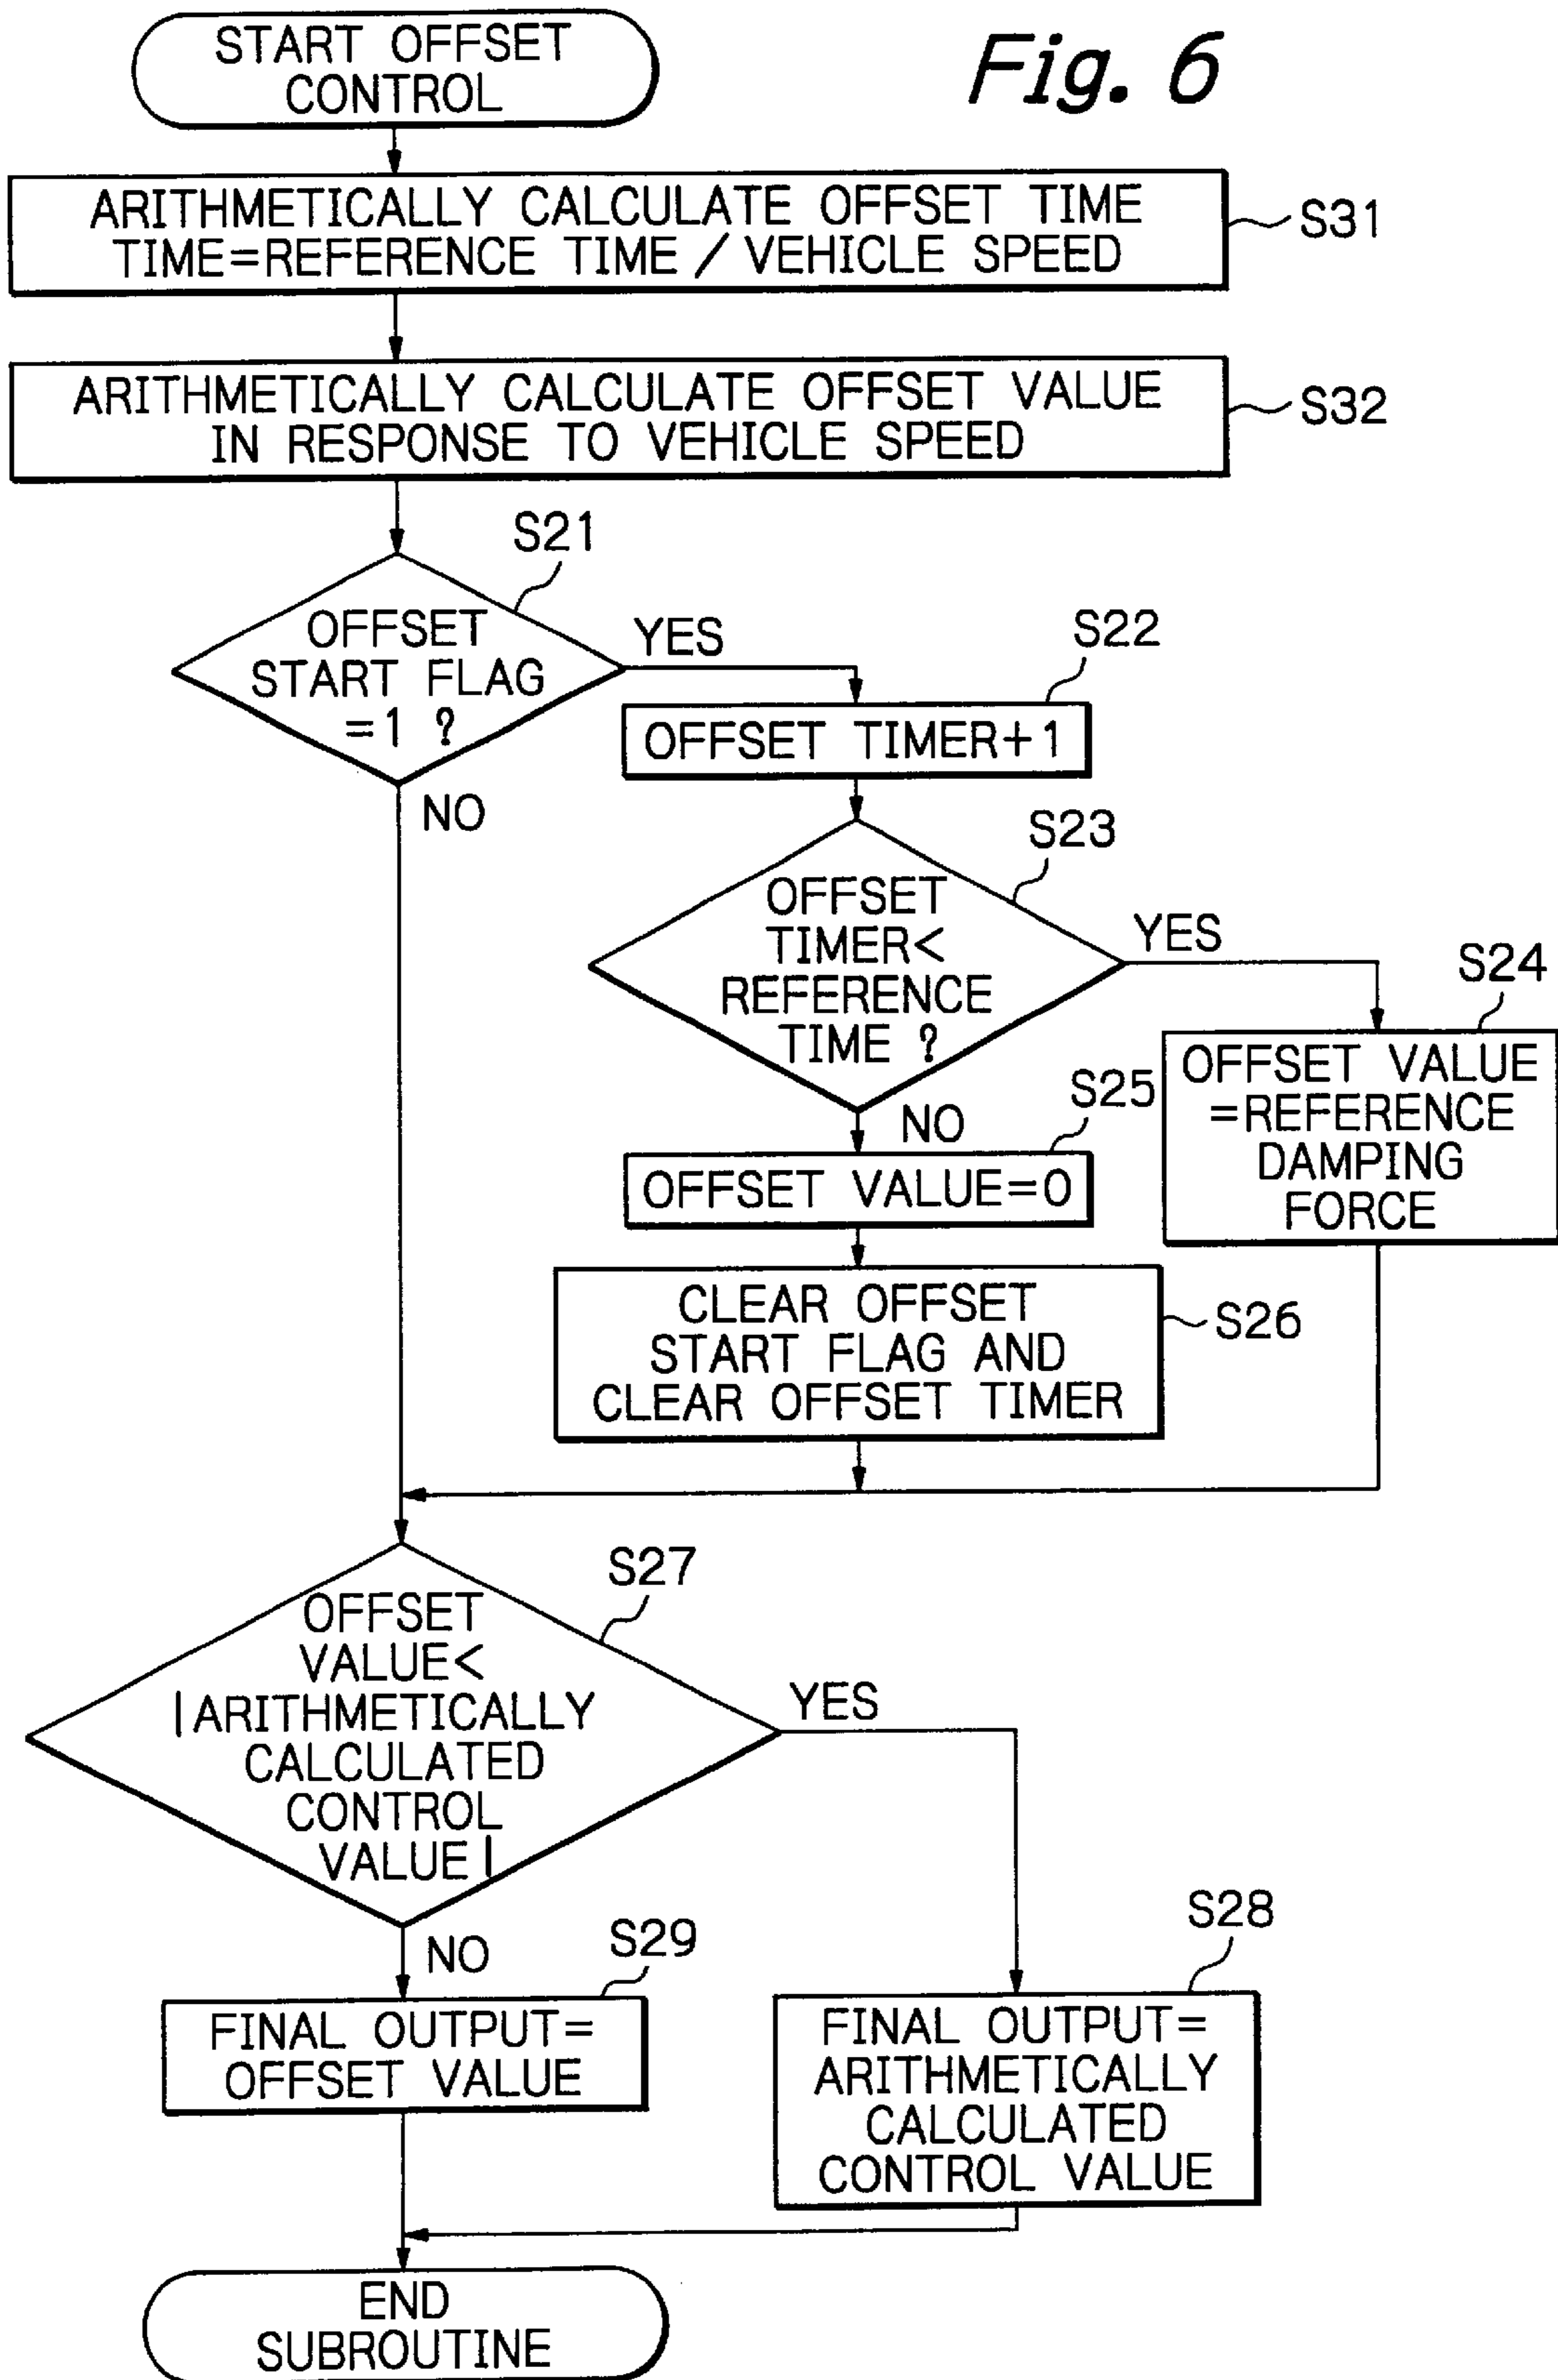 Fig. 6
START OFFSET
CONTROL
ARITHMETICALLY CALCULATE OFFSET TIME
TIME=REFERENCE TIME / VEHICLE SPEED
S31
ARITHMETICALLY CALCULATE OFFSET VALUE
IN RESPONSE TO VEHICLE SPEED
S32
S21
OFFSET
START FLAG
=1 ?
YES
NO
S22
OFFSET TIMER+1
S23
OFFSET
TIMER<
REFERENCE
TIME ?
YES
NO
S24
OFFSET VALUE
=REFERENCE
DAMPING
FORCE
S25
OFFSET VALUE=0
CLEAR OFFSET
START FLAG AND
CLEAR OFFSET TIMER
S26
S27
OFFSET
VALUE<
|ARITHMETICALLY
CALCULATED
CONTROL
VALUE|
YES
NO
S29
FINAL OUTPUT=
OFFSET VALUE
S28
FINAL OUTPUT=
ARITHMETICALLY
CALCULATED
CONTROL VALUE
END
SUBROUTINE